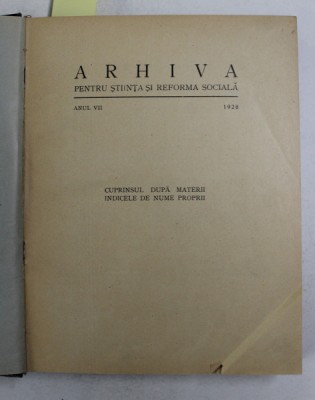 ARHIVA
PENTRU ŞTIINŢA ŞI REFORMA SOCIALĂ
ANUL VII 1928
CUPRINSUL DUPĂ MATERII
INDICELE DE NUME PROPRII